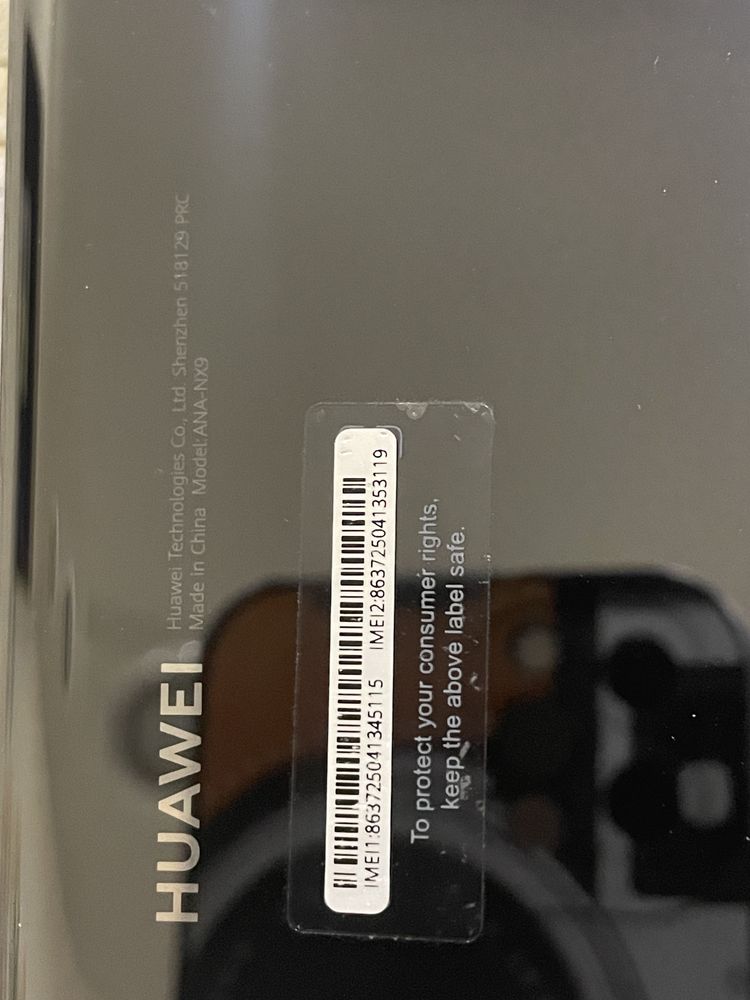 HUAWEI
Huawei Technologies Co., Ltd. Shenzhen 518129 PRC
Made in China Model:ANA-NX9
IMEI1:863725041345115 IMEI2:863725041353119
To protect your consumer rights,
keep the above label safe.